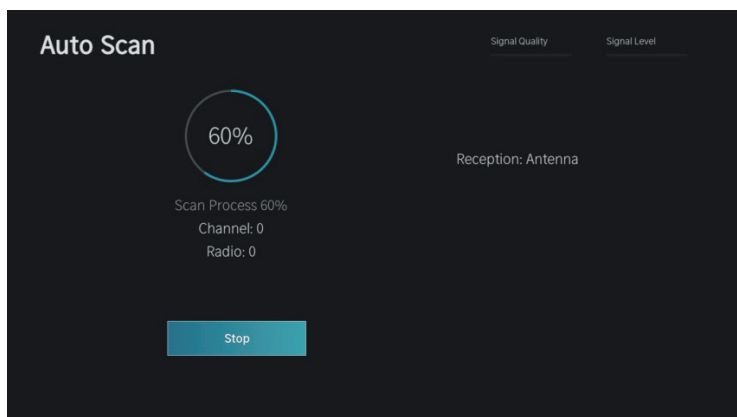 Auto Scan
Signal Quality
Signal Level
60%
Reception: Antenna
Scan Process 60%
Channel: 0
Radio: 0
Stop